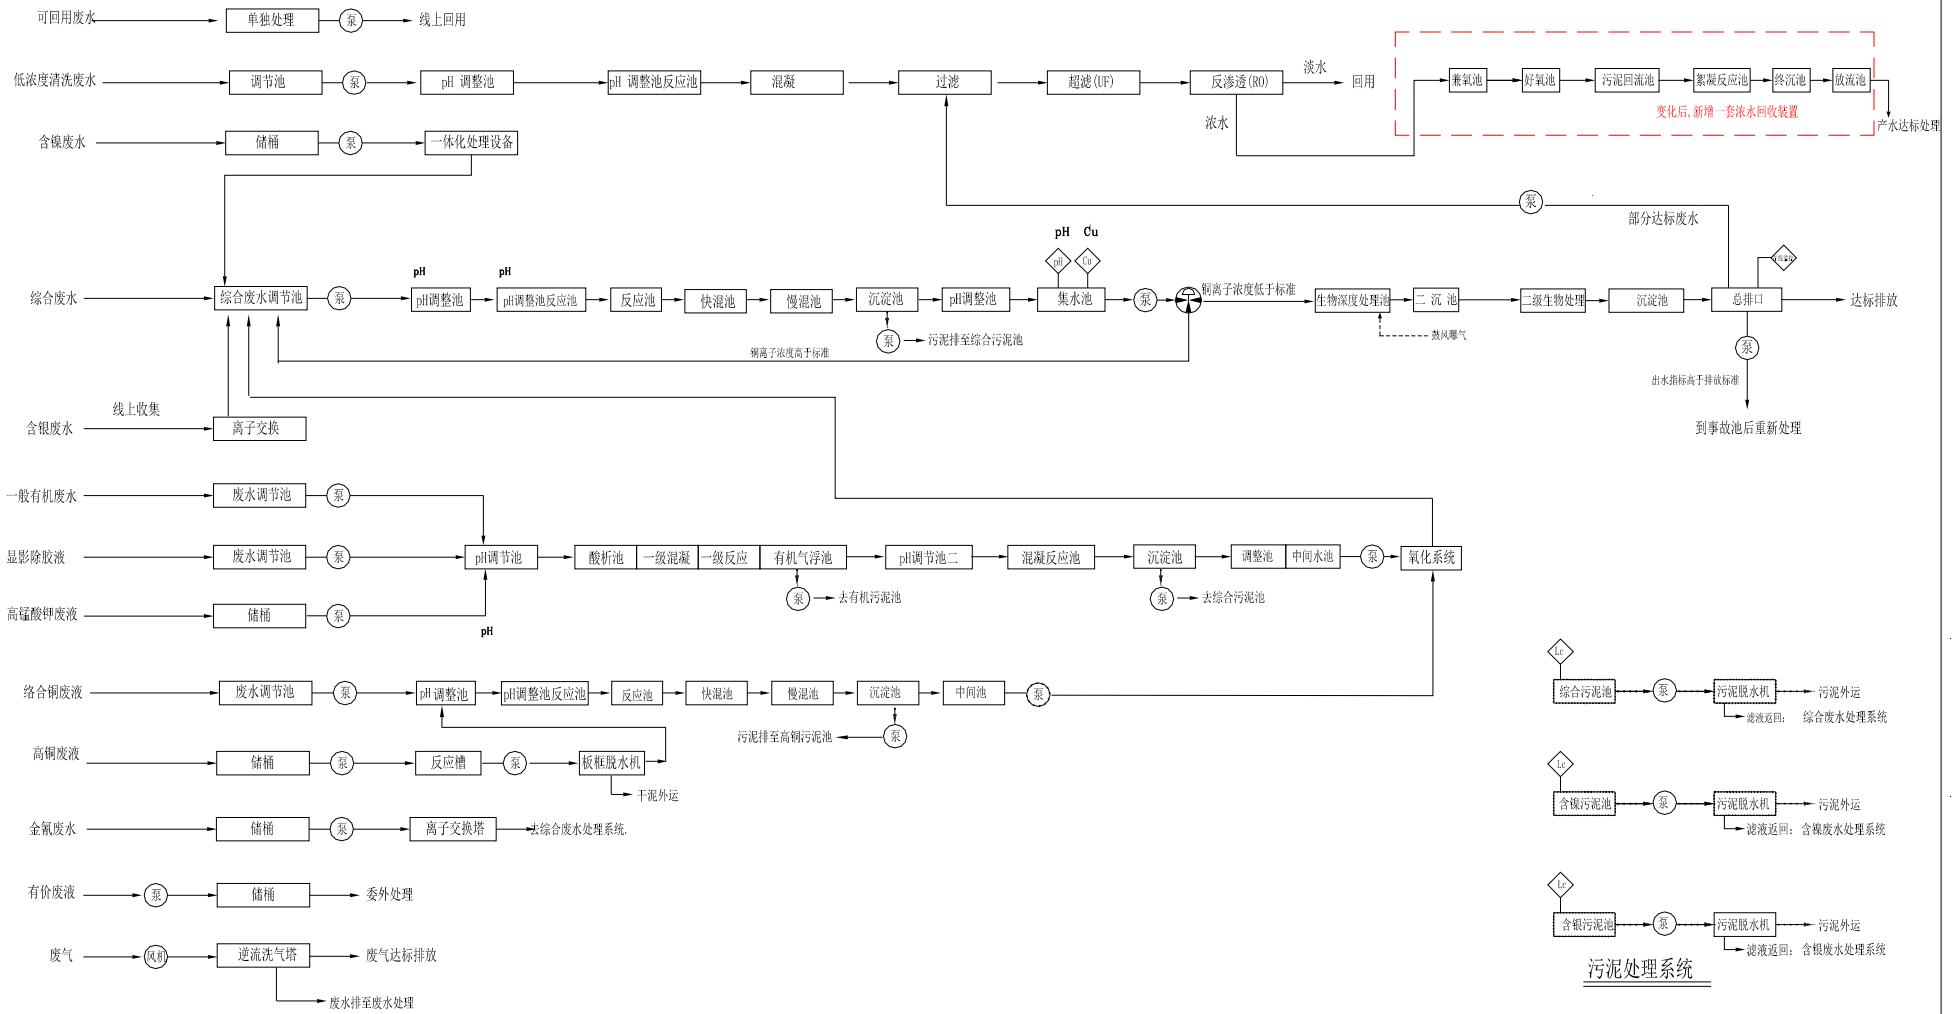 可回用废水 单独处理 泵 线上回用
低浓度清洗废水 调节池 泵 pH 调整池 pH 调整池反应池 混凝 过滤 超滤(UF) 反渗透(RO) 淡水 回用
浓水
兼氧池 好氧池 污泥回流池 絮凝反应池 终沉池 放流池
变化后,新增一套浓水回收装置
产水达标处理
含镍废水 储桶 泵 一体化处理设备
泵
部分达标废水
pH Cu
pH Cu
pH pH
综合废水 综合废水调节池 泵 pH调整池 pH调整池反应池 反应池 快混池 慢混池 沉淀池 pH调整池 集水池 泵 铜离子浓度低于标准 生物深度处理池 二 沉 池 二级生物处理 沉淀池 总排口 达标排放
泵 污泥排至综合污泥池
鼓风曝气
铜离子浓度高于标准
泵
出水指标高于排放标准
到事故池后重新处理
线上收集
含银废水 离子交换
一般有机废水 废水调节池 泵
显影除胶液 废水调节池 泵 pH调节池 酸析池 一级混凝 一级反应 有机气浮池 pH调节池二 混凝反应池 沉淀池 调整池 中间水池 泵 氧化系统
泵 去有机污泥池 泵 去综合污泥池
高锰酸钾废液 储桶 泵
pH
络合铜废液 废水调节池 泵 pH 调整池 pH调整池反应池 反应池 快混池 慢混池 沉淀池 中间池 泵
污泥排至高铜污泥池 泵
高铜废液 储桶 泵 反应槽 泵 板框脱水机
干泥外运
金氰废水 储桶 泵 离子交换塔 去综合废水处理系统.
有价废液 泵 储桶 委外处理
废气 风机 逆流洗气塔 废气达标排放
废水排至废水处理
Lc
综合污泥池 泵 污泥脱水机 污泥外运
滤液返回: 综合废水处理系统
Lc
含镍污泥池 泵 污泥脱水机 污泥外运
滤液返回: 含镍废水处理系统
Lc
含银污泥池 泵 污泥脱水机 污泥外运
滤液返回: 含银废水处理系统
污泥处理系统